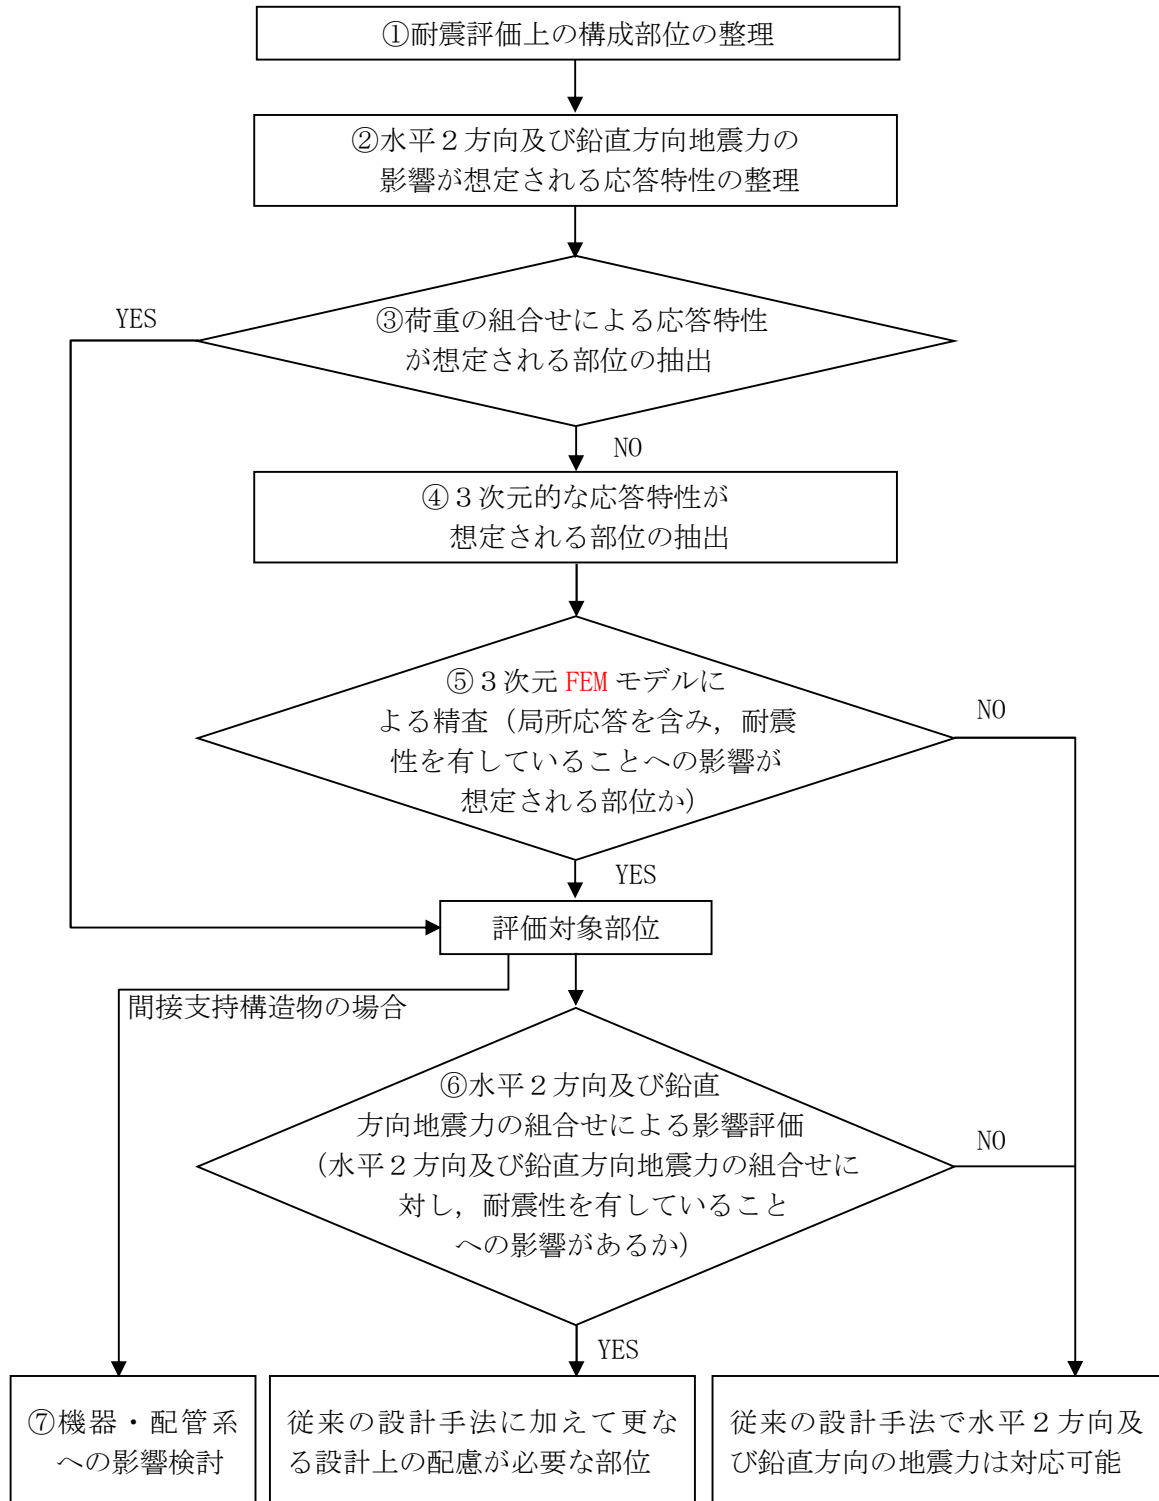 ①耐震評価上の構成部位の整理
②水平２方向及び鉛直方向地震力の
影響が想定される応答特性の整理
YES
③荷重の組合せによる応答特性
が想定される部位の抽出
NO
④３次元的な応答特性が
想定される部位の抽出
⑤３次元 FEM モデルに
よる精査（局所応答を含み，耐震
性を有していることへの影響が
想定される部位か）
NO
YES
評価対象部位
間接支持構造物の場合
⑥水平２方向及び鉛直
方向地震力の組合せによる影響評価
（水平２方向及び鉛直方向地震力の組合せに
対し，耐震性を有していること
への影響があるか）
NO
YES
⑦機器・配管系
への影響検討
従来の設計手法に加えて更な
る設計上の配慮が必要な部位
従来の設計手法で水平２方向及
び鉛直方向の地震力は対応可能